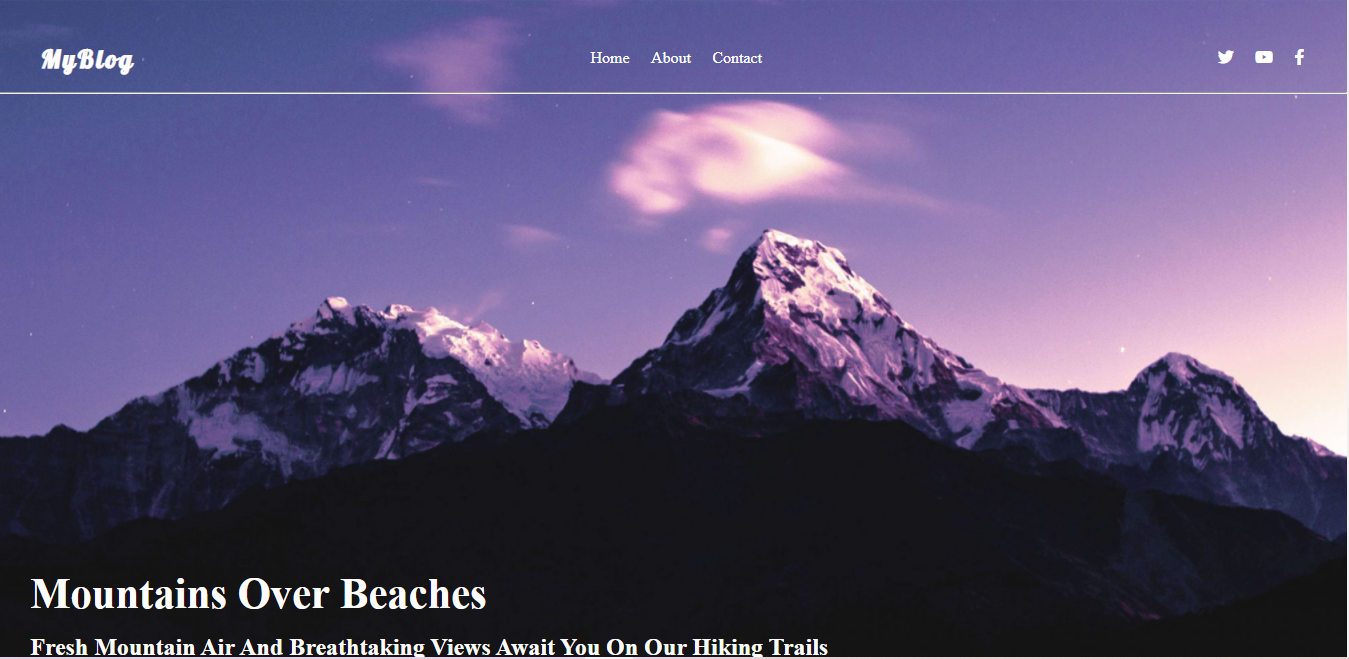 MyBlog
Home About Contact
Mountains Over Beaches
Fresh Mountain Air And Breathtaking Views Await You On Our Hiking Trails